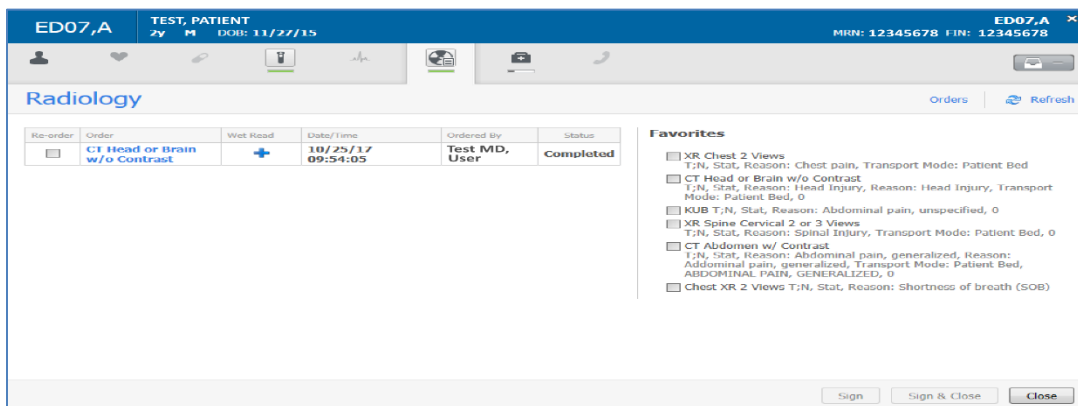 ED07,A
TEST, PATIENT
2y M DOB: 11/27/15
ED07,A ×
MRN: 12345678 FIN: 12345678
Radiology
Orders
Refresh
Re-order Order Wet Read Date/Time Ordered By Status
CT Head or Brain
w/o Contrast
10/25/17
09:54:05
Test MD,
User
Completed
Favorites
XR Chest 2 Views
T;N, Stat, Reason: Chest pain, Transport Mode: Patient Bed
CT Head or Brain w/o Contrast
T;N, Stat, Reason: Head Injury, Reason: Head Injury, Transport
Mode: Patient Bed, 0
KUB T;N, Stat, Reason: Abdominal pain, unspecified, 0
XR Spine Cervical 2 or 3 Views
T;N, Stat, Reason: Spinal Injury, Transport Mode: Patient Bed, 0
CT Abdomen w/ Contrast
T;N, Stat, Reason: Abdominal pain, generalized, Reason:
Addominal pain, generalized, Transport Mode: Patient Bed,
ABDOMINAL PAIN, GENERALIZED, 0
Chest XR 2 Views T;N, Stat, Reason: Shortness of breath (SOB)
Sign
Sign & Close
Close